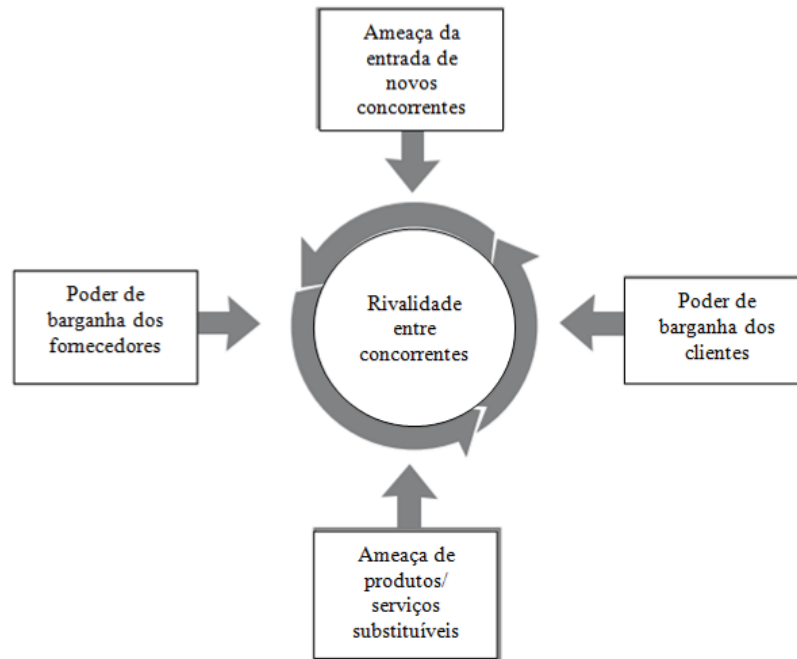 Ameaça da
entrada de
novos
concorrentes
Poder de
barganha dos
fornecedores
Rivalidade
entre
concorrentes
Poder de
barganha dos
clientes
Ameaça de
produtos/
serviços
substituíveis